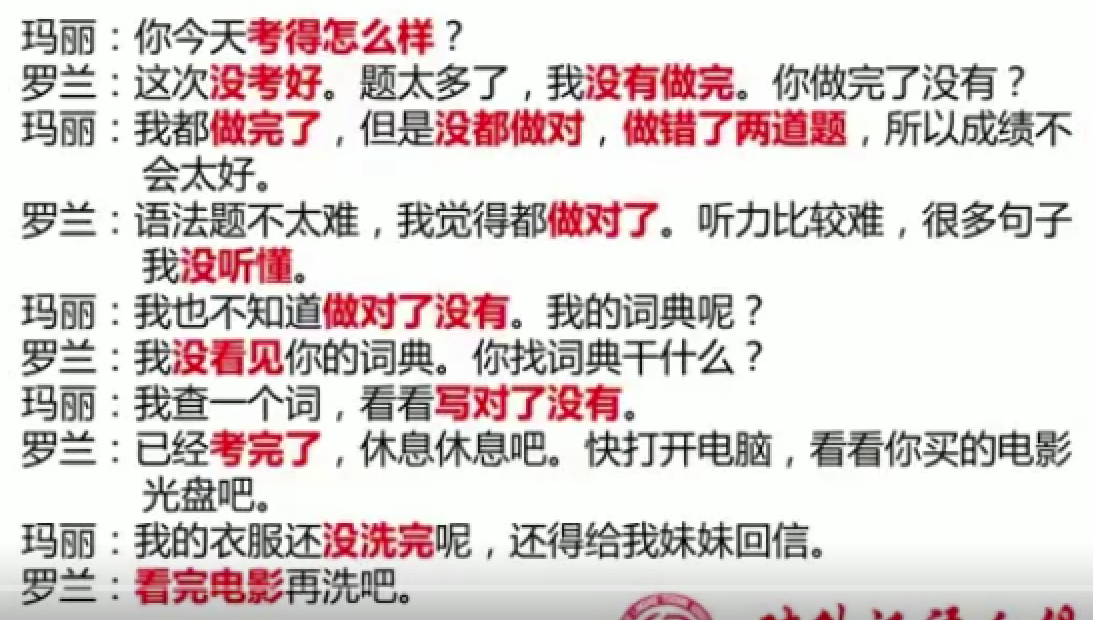 玛丽：你今天考得怎么样？
罗兰：这次没考好。题太多了，我没有做完。你做完了没有？
玛丽：我都做完了，但是没都做对，做错了两道题，所以成绩不
会太好。
罗兰：语法题不太难，我觉得都做对了。听力比较难，很多句子
我没听懂。
玛丽：我也不知道做对了没有。我的词典呢？
罗兰：我没看见你的词典。你找词典干什么？
玛丽：我查一个词，看看写对了没有。
罗兰：已经考完了，休息休息吧。快打开电脑，看看你买的电影
光盘吧。
玛丽：我的衣服还没洗完呢，还得给我妹妹回信。
罗兰：看完电影再洗吧。